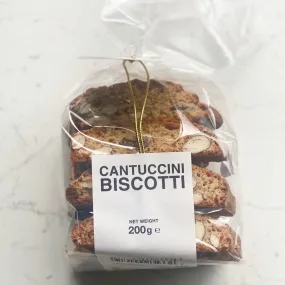 CANTUCCINI
BISCOTTI
NET WEIGHT
200g e